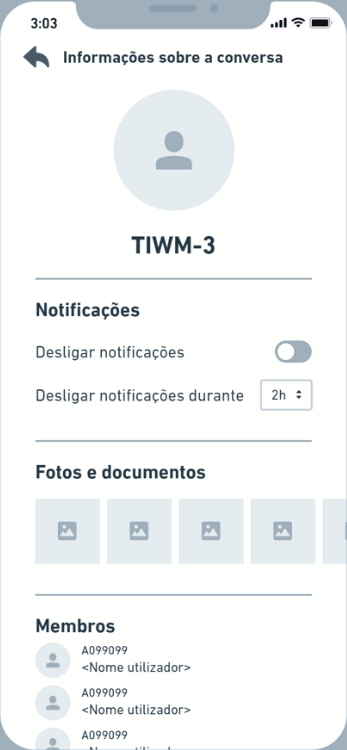 3:03
Informações sobre a conversa
TIWM-3
Notificações
Desligar notificações
Desligar notificações durante 2h
Fotos e documentos
Membros
A099099
<Nome utilizador>
A099099
<Nome utilizador>
A099099